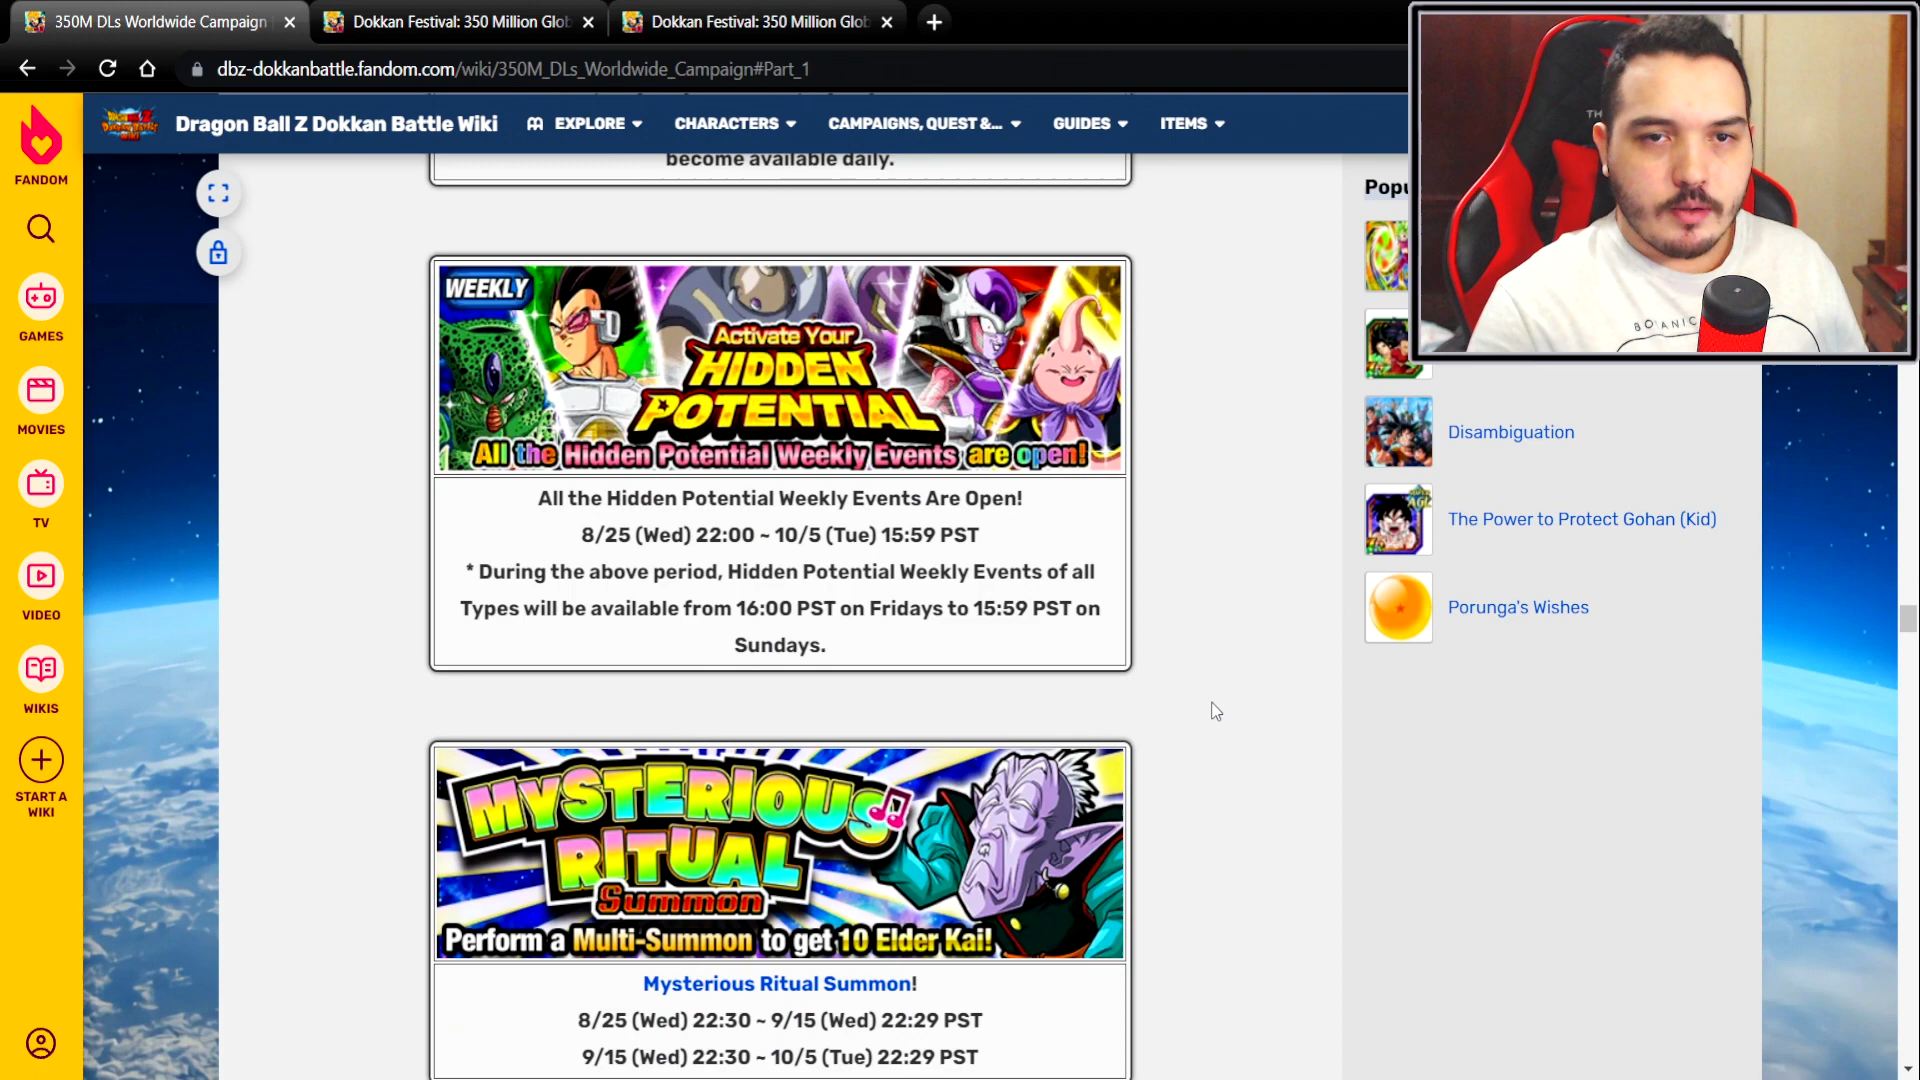 350M DLs Worldwide Campaign
Dokkan Festival: 350 Million Glob
Dokkan Festival: 350 Million Glob
dbz-dokkanbattle.fandom.com/wiki/350M_DLs_Worldwide_Campaign#Part_1
Dragon Ball Z Dokkan Battle Wiki
EXPLORE
CHARACTERS
CAMPAIGNS, QUEST &...
GUIDES
ITEMS
FANDOM
GAMES
MOVIES
TV
VIDEO
WIKIS
START A
WIKI
become available daily.
WEEKLY
Activate Your
HIDDEN
POTENTIAL
All the Hidden Potential Weekly Events are open!
All the Hidden Potential Weekly Events Are Open!
8/25 (Wed) 22:00 ~ 10/5 (Tue) 15:59 PST
* During the above period, Hidden Potential Weekly Events of all
Types will be available from 16:00 PST on Fridays to 15:59 PST on
Sundays.
MYSTERIOUS
RITUAL
Summon
Perform a Multi-Summon to get 10 Elder Kai!
Mysterious Ritual Summon!
8/25 (Wed) 22:30 ~ 9/15 (Wed) 22:29 PST
9/15 (Wed) 22:30 ~ 10/5 (Tue) 22:29 PST
Popu
Disambiguation
The Power to Protect Gohan (Kid)
Porunga's Wishes
TH
BOTANIC